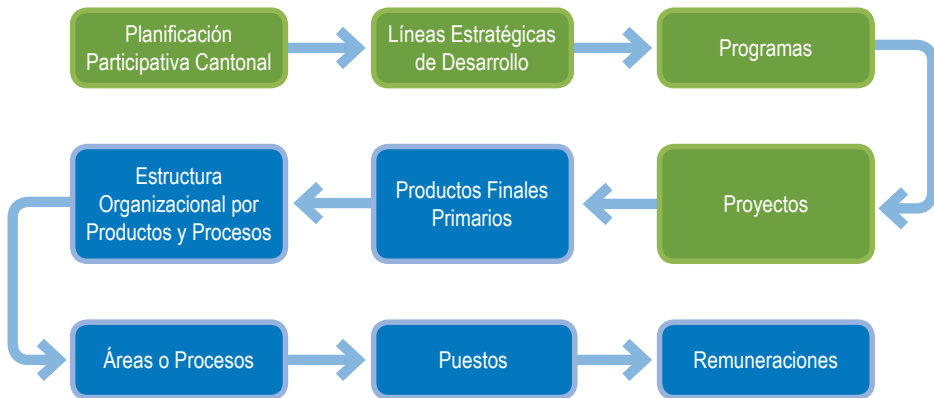 Planificación
Participativa Cantonal
Líneas Estratégicas
de Desarrollo
Programas
Estructura
Organizacional por
Productos y Procesos
Productos Finales
Primarios
Proyectos
Áreas o Procesos
Puestos
Remuneraciones